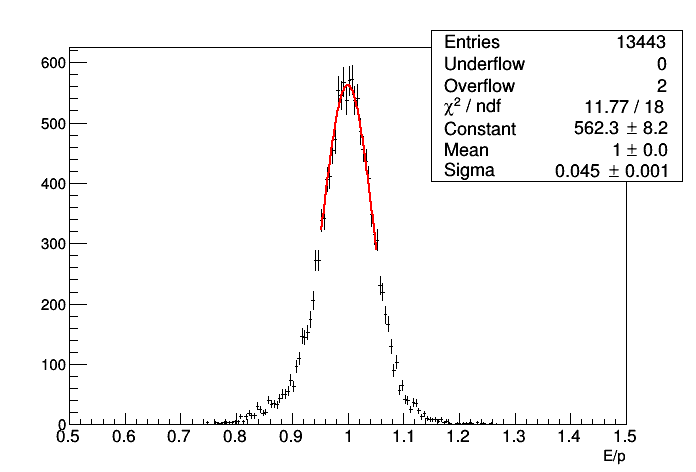 Entries 13443
Underflow 0
Overflow 2
χ² / ndf 11.77 / 18
Constant 562.3 ± 8.2
Mean 1 ± 0.0
Sigma 0.045 ± 0.001
600
500
400
300
200
100
0
0.5 0.6 0.7 0.8 0.9 1 1.1 1.2 1.3 1.4 1.5
E/p